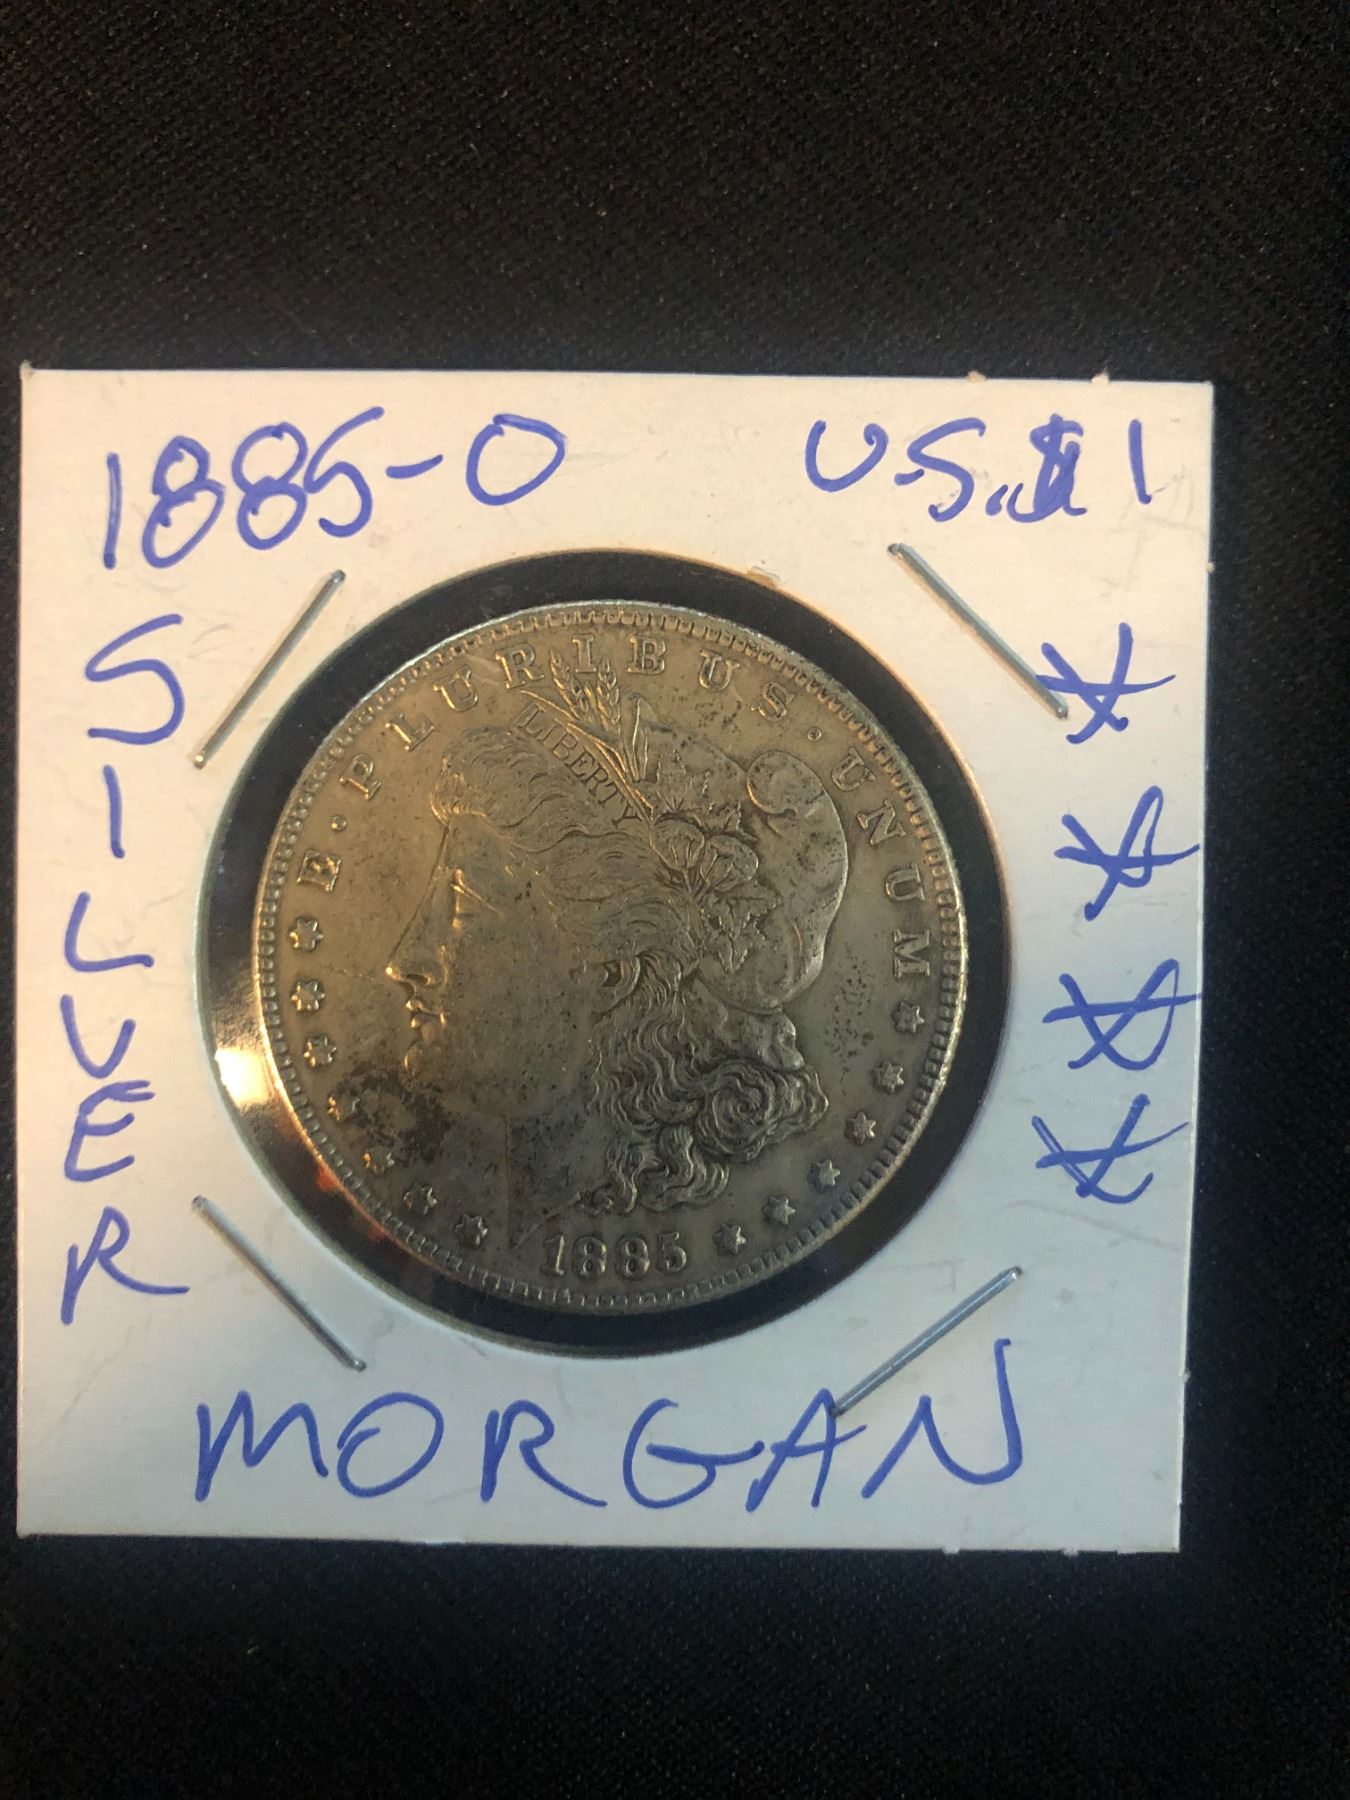 1885-O U.S. $1
SILVER
E·PLURIBUS·UNUM
LIBERTY
1885
MORGAN